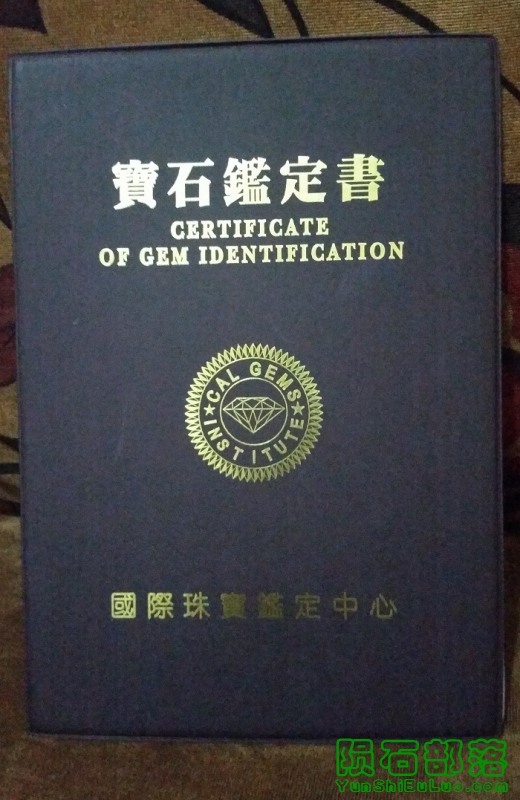 寶石鑑定書
CERTIFICATE
OF GEM IDENTIFICATION
CAL GEMS
INSTITUTE
國際珠寶鑑定中心
陨石部落
YunShiBuLuo.com